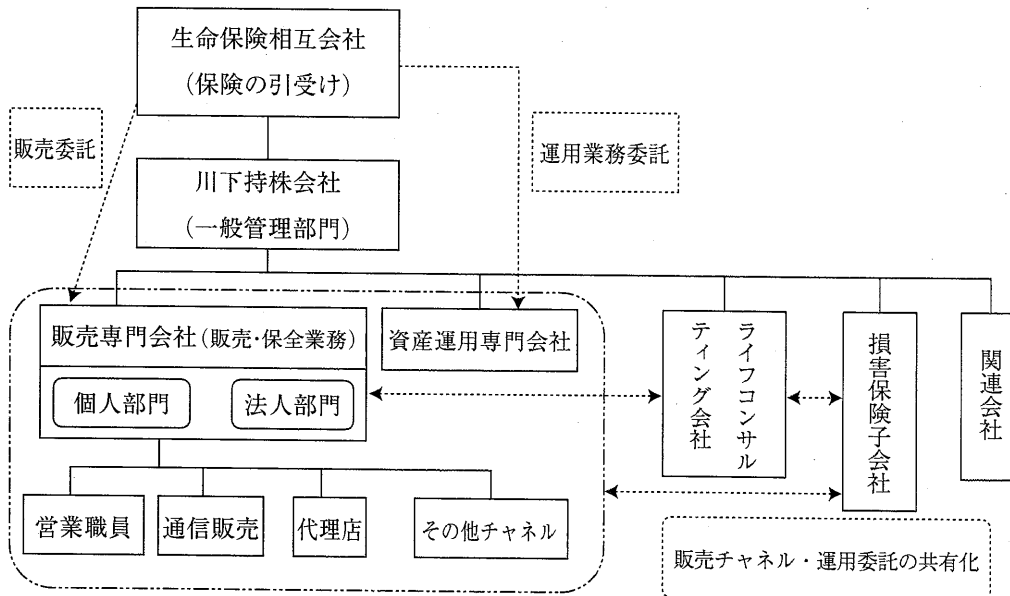 生命保険相互会社
(保険の引受け)
販売委託
運用業務委託
川下持株会社
(一般管理部門)
販売専門会社(販売・保全業務)
資産運用専門会社
ライフコンサル
ティング会社
損害保険子会社
関連会社
個人部門
法人部門
営業職員
通信販売
代理店
その他チャネル
販売チャネル・運用委託の共有化